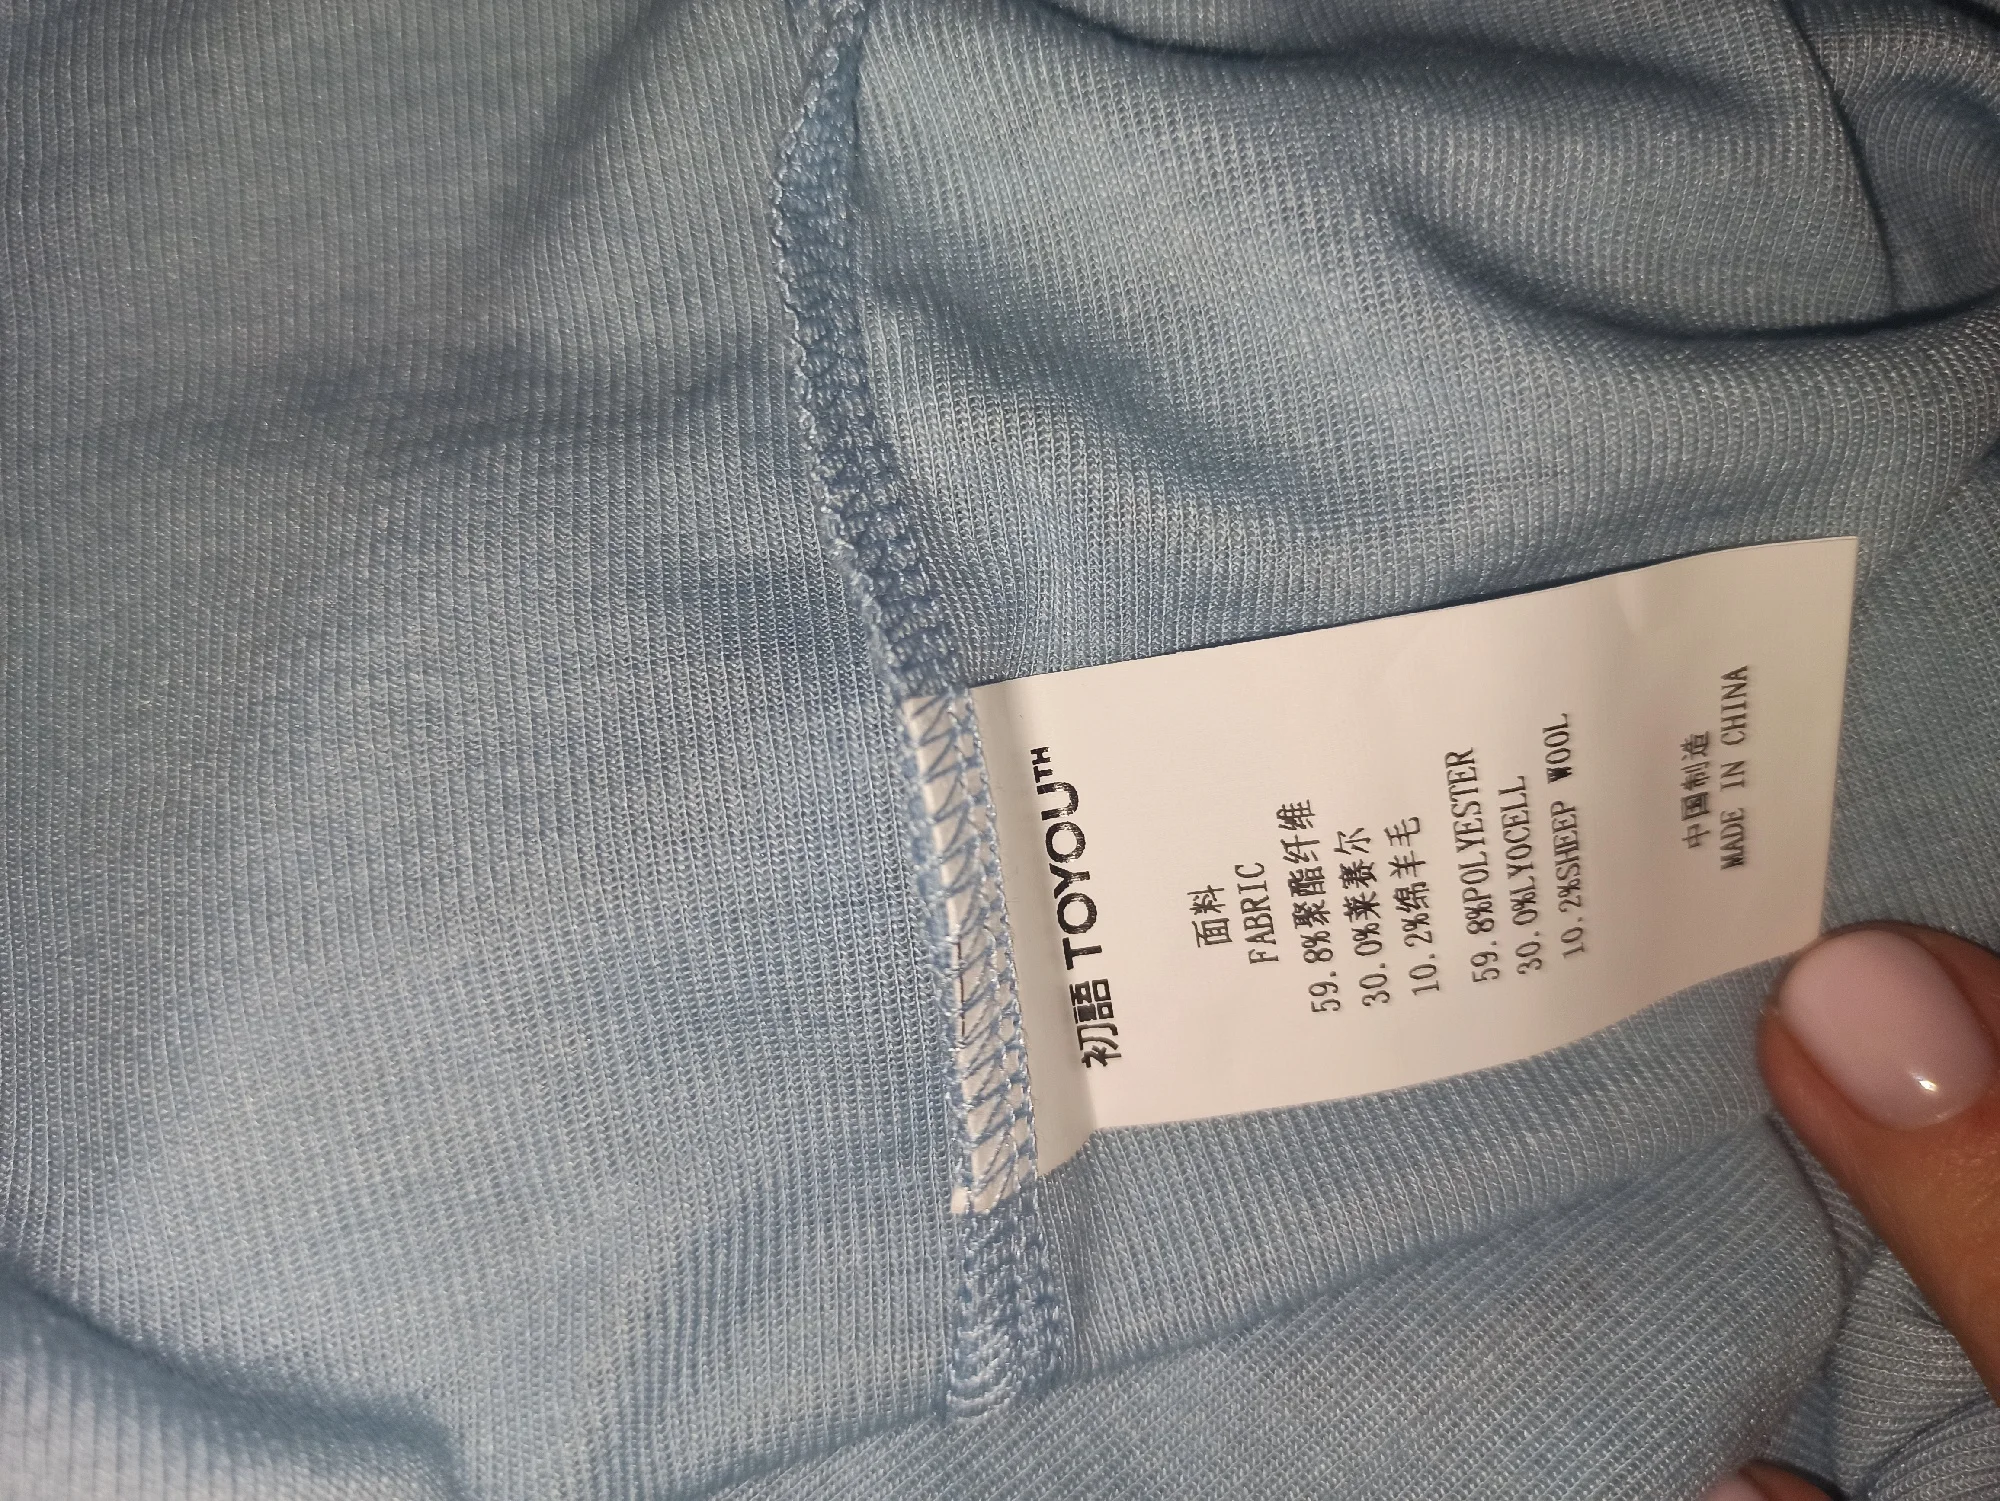 初語 TOYOUTH
面料
FABRIC
59.8%聚酯纤维
30.0%莱赛尔
10.2%绵羊毛
59.8%POLYESTER
30.0%LYOCELL
10.2%SHEEP WOOL
中国制造
MADE IN CHINA